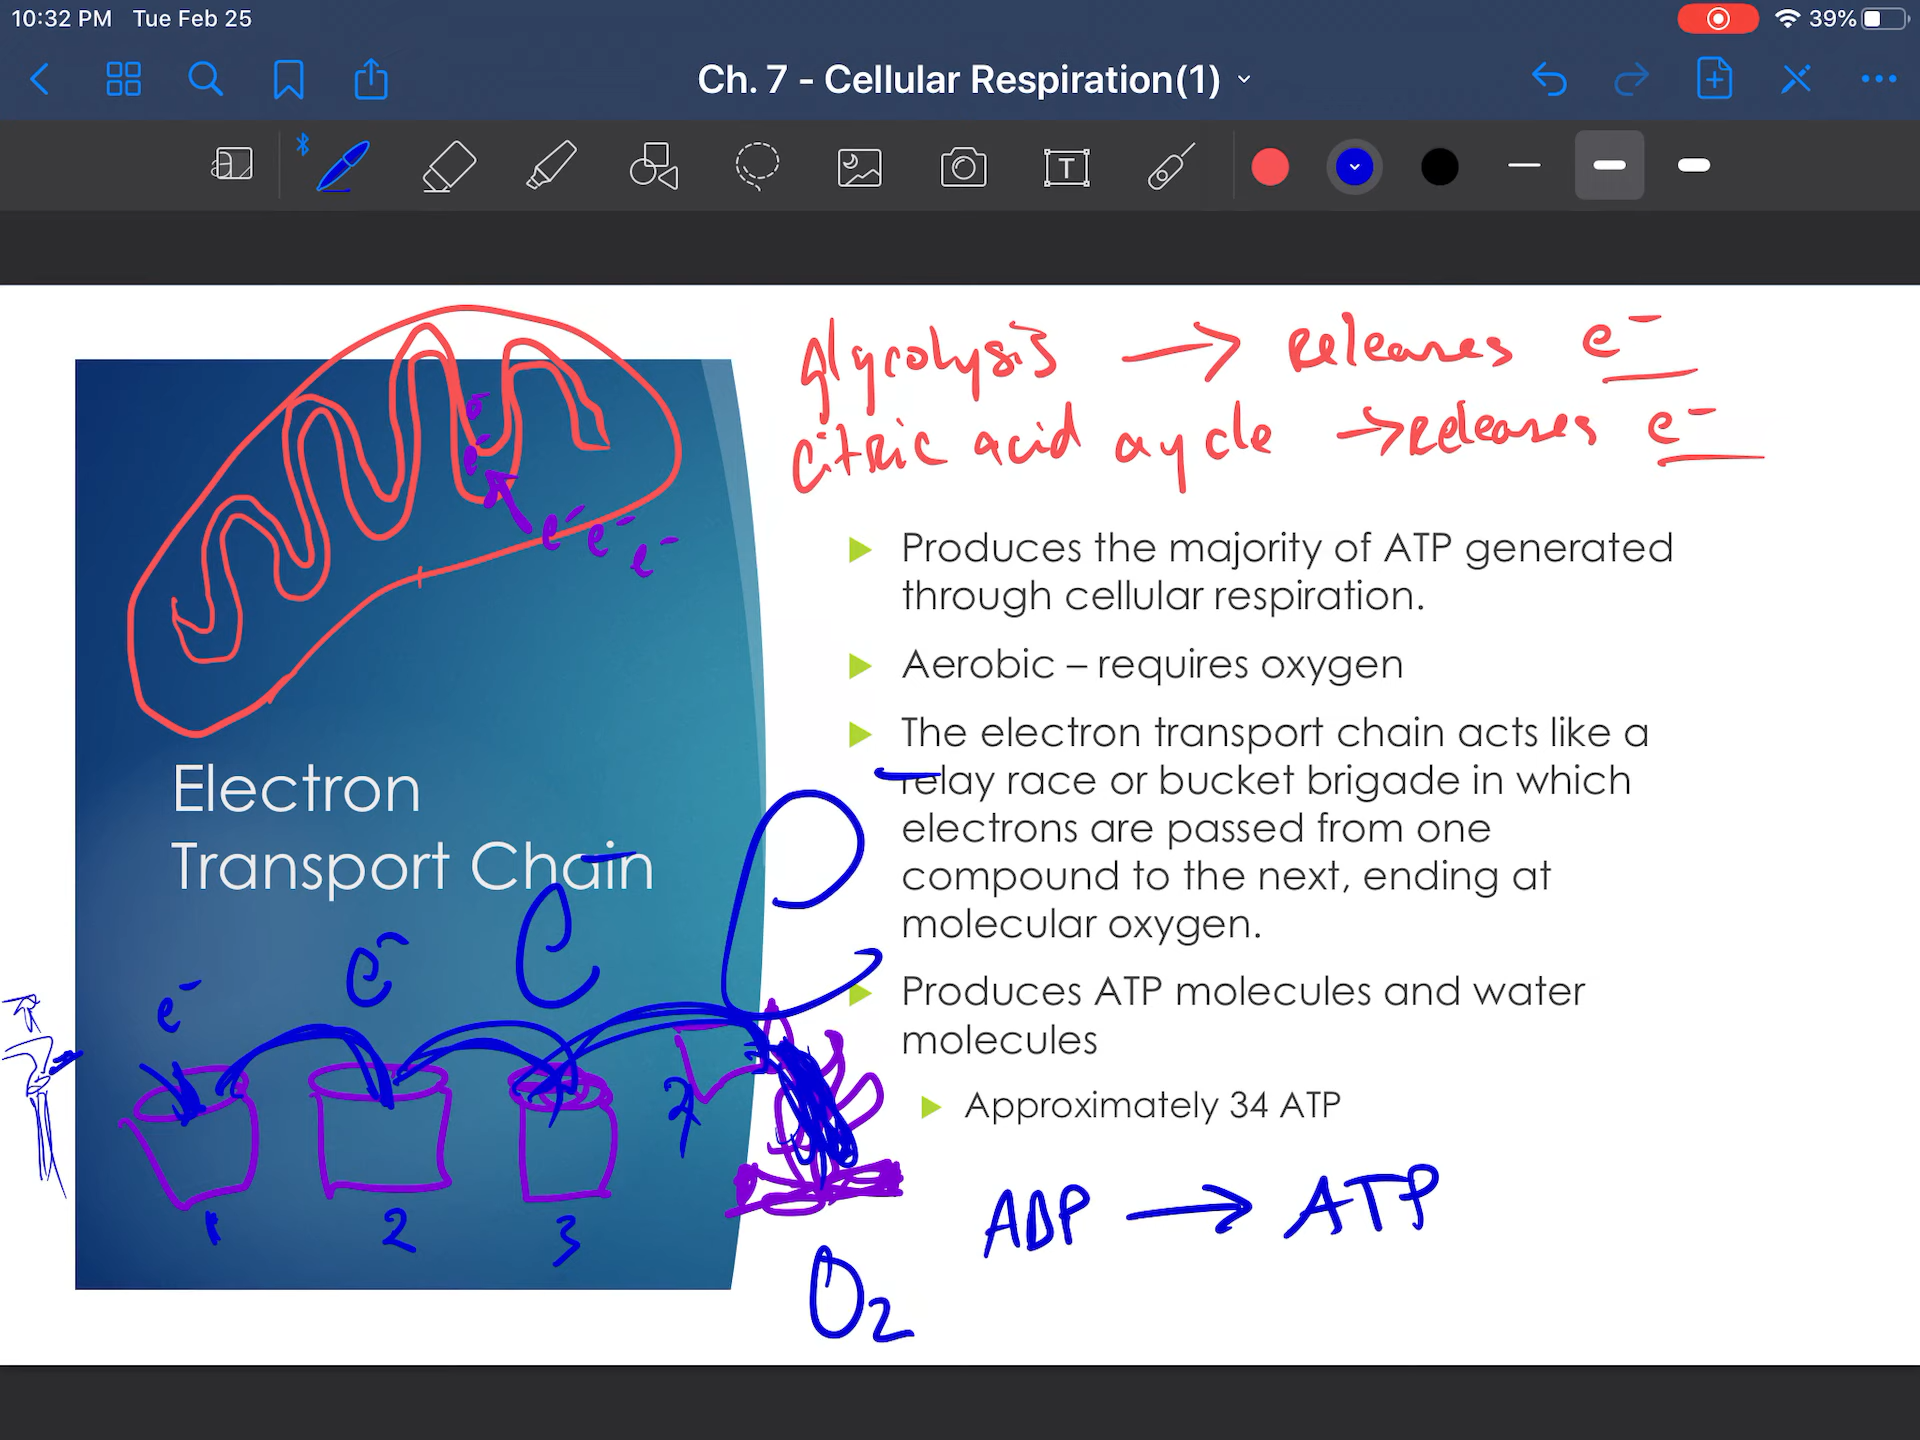 10:32 PM Tue Feb 25
39%
Ch. 7 - Cellular Respiration(1)
T
glycolysis → releases e⁻
citric acid aycle → releases e⁻
e⁻
e⁻ e⁻ e⁻
Produces the majority of ATP generated
through cellular respiration.
Aerobic – requires oxygen
The electron transport chain acts like a
relay race or bucket brigade in which
electrons are passed from one
compound to the next, ending at
molecular oxygen.
Produces ATP molecules and water
molecules
Approximately 34 ATP
Electron
Transport Chain
e⁻ e⁻ e⁻ e⁻
1 2 3
ADP → ATP
O₂